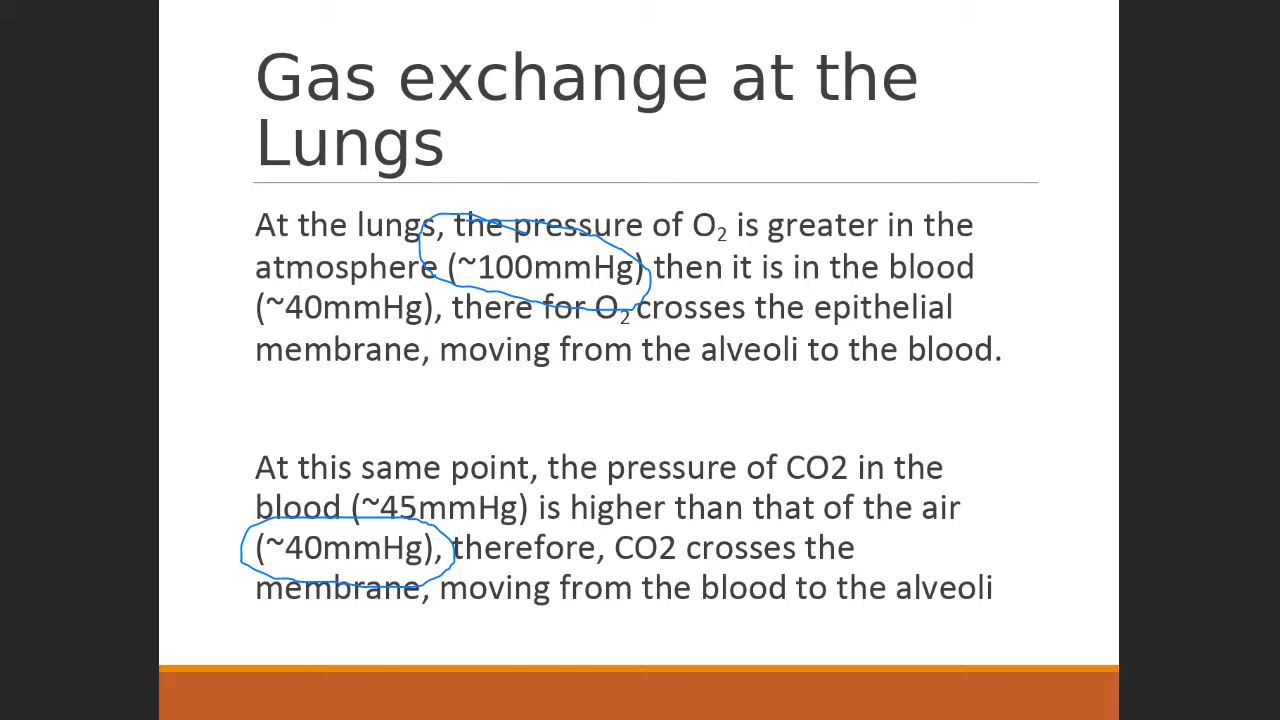 Gas exchange at the
Lungs
At the lungs, the pressure of O₂ is greater in the
atmosphere (~100mmHg) then it is in the blood
(~40mmHg), there for O₂ crosses the epithelial
membrane, moving from the alveoli to the blood.
At this same point, the pressure of CO2 in the
blood (~45mmHg) is higher than that of the air
(~40mmHg), therefore, CO2 crosses the
membrane, moving from the blood to the alveoli